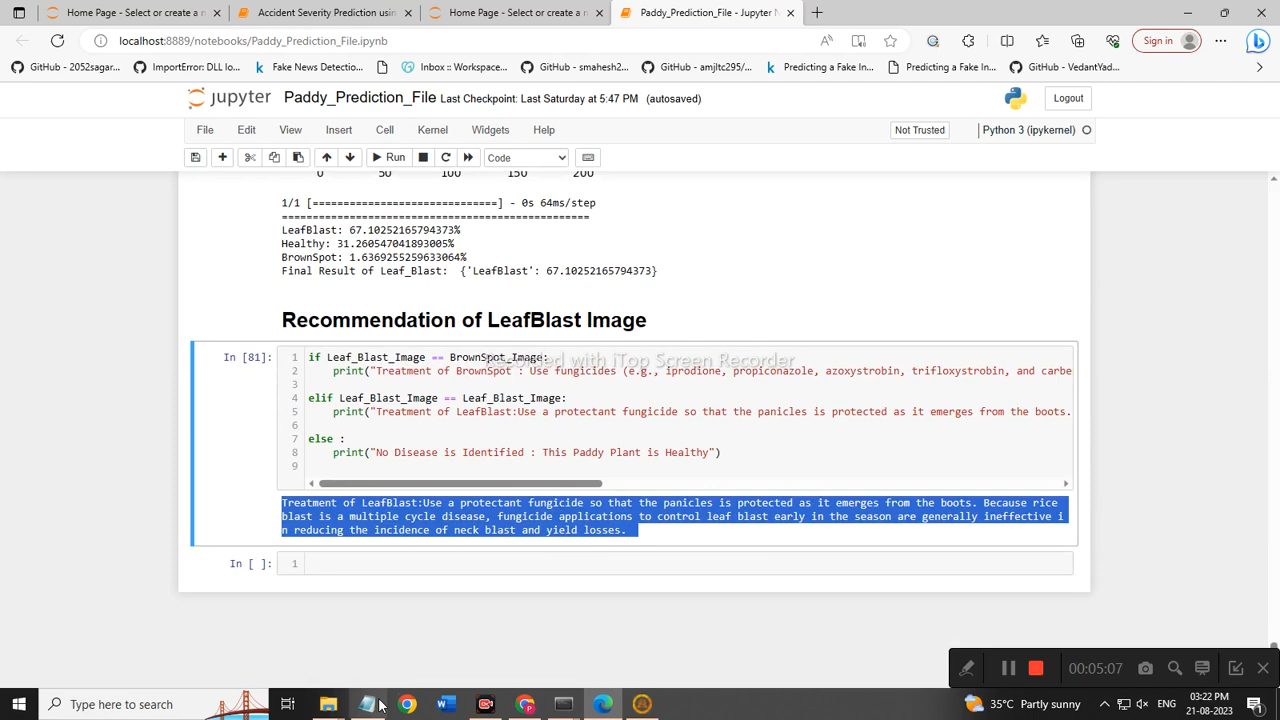 Home Page - Select or create a n
Accident Severity Prediction usin
Home Page - Select or create a n
Paddy_Prediction_File - Jupyter N
localhost:8889/notebooks/Paddy_Prediction_File.ipynb
Sign in
GitHub - 2052sagar...
ImportError: DLL lo...
Fake News Detectio...
Inbox :: Workspace...
GitHub - smahesh2...
GitHub - amjltc295/...
Predicting a Fake In...
Predicting a Fake In...
GitHub - VedantYad...
jupyter Paddy_Prediction_File Last Checkpoint: Last Saturday at 5:47 PM (autosaved)
Logout
File Edit View Insert Cell Kernel Widgets Help
Not Trusted
Python 3 (ipykernel)
Run
Code
0 50 100 150 200
1/1 [==============================] - 0s 64ms/step
==================================================
LeafBlast: 67.10252165794373%
Healthy: 31.260547041893005%
BrownSpot: 1.6369255259633064%
Final Result of Leaf_Blast: {'LeafBlast': 67.10252165794373}
Recommendation of LeafBlast Image
In [81]:
1 if Leaf_Blast_Image == BrownSpot_Image:
2 print("Treatment of BrownSpot : Use fungicides (e.g., iprodione, propiconazole, azoxystrobin, trifloxystrobin, and carbe
3
4 elif Leaf_Blast_Image == Leaf_Blast_Image:
5 print("Treatment of LeafBlast:Use a protectant fungicide so that the panicles is protected as it emerges from the boots.
6
7 else :
8 print("No Disease is Identified : This Paddy Plant is Healthy")
9
Recorded with iTop Screen Recorder
Treatment of LeafBlast:Use a protectant fungicide so that the panicles is protected as it emerges from the boots. Because rice
blast is a multiple cycle disease, fungicide applications to control leaf blast early in the season are generally ineffective i
n reducing the incidence of neck blast and yield losses.
In [ ]: 1
00:05:07
Type here to search
35°C Partly sunny
ENG
03:22 PM
21-08-2023